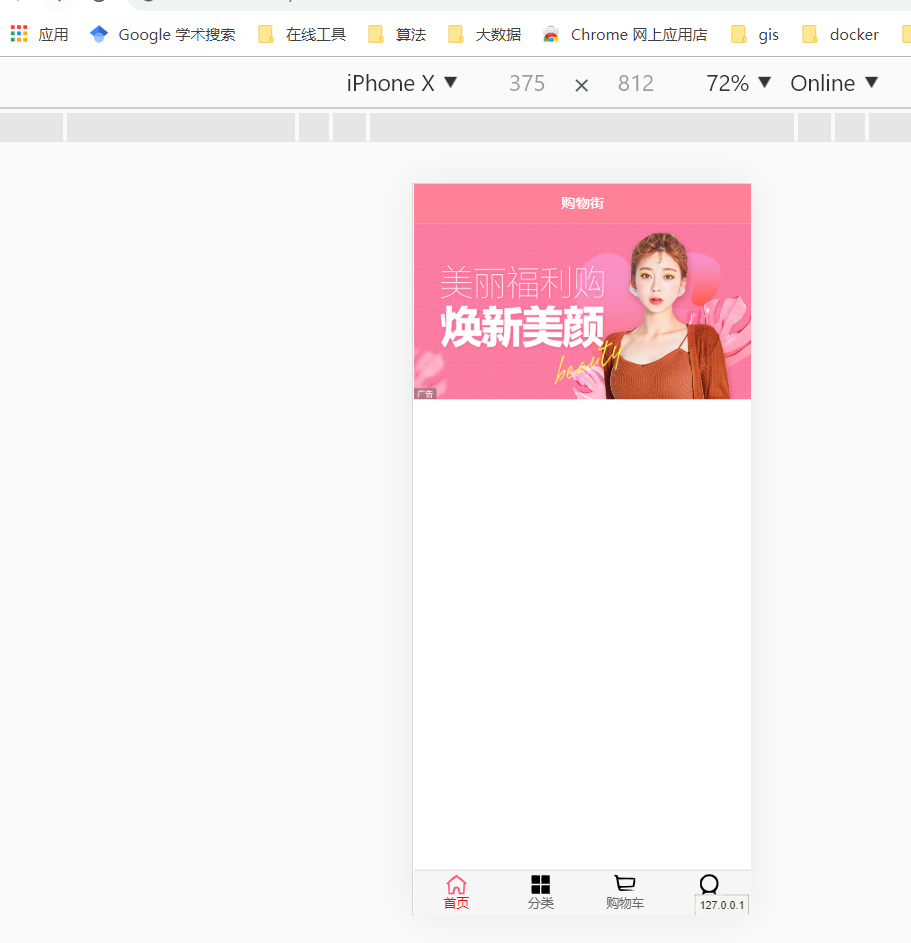 应用 Google 学术搜索 在线工具 算法 大数据 Chrome 网上应用店 gis docker
iPhone X ▼ 375 × 812 72% ▼ Online ▼
购物街
美丽福利购
焕新美颜
beauty
广告
首页 分类 购物车
127.0.0.1